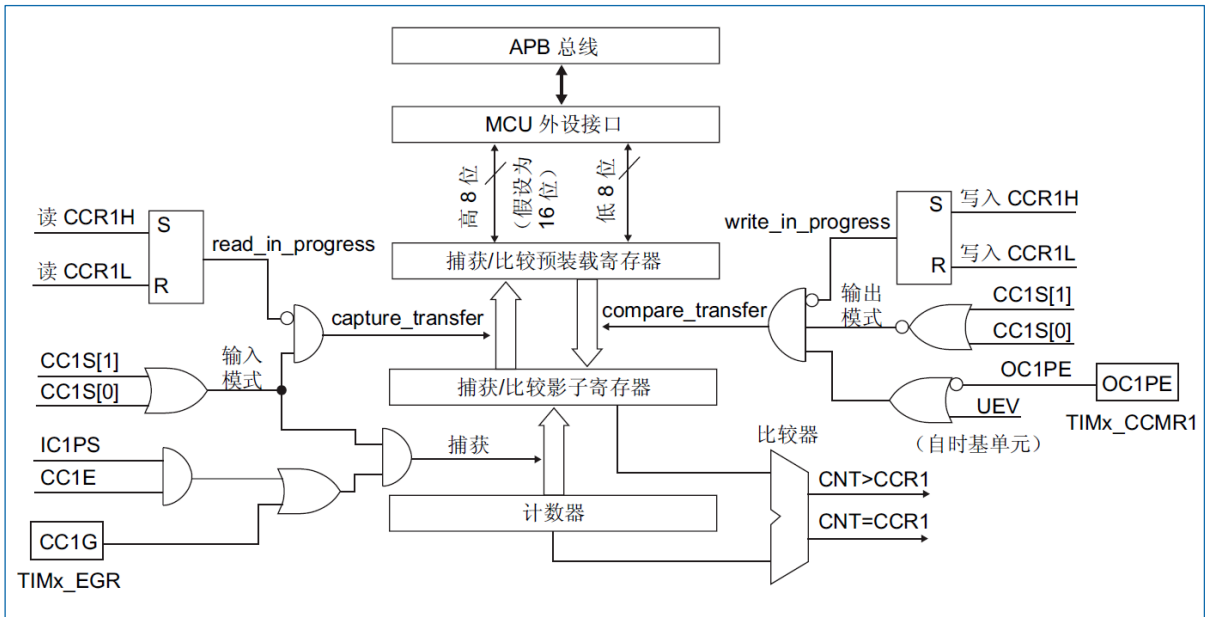 APB 总线
MCU 外设接口
高 8 位
（假设为
16 位）
低 8 位
读 CCR1H
S
读 CCR1L
R
read_in_progress
write_in_progress
S
写入 CCR1H
R
写入 CCR1L
捕获/比较预装载寄存器
capture_transfer
compare_transfer
输出
模式
CC1S[1]
CC1S[0]
CC1S[1]
CC1S[0]
输入
模式
捕获/比较影子寄存器
OC1PE
OC1PE
UEV
TIMx_CCMR1
（自时基单元）
IC1PS
CC1E
捕获
比较器
CNT>CCR1
CNT=CCR1
计数器
CC1G
TIMx_EGR